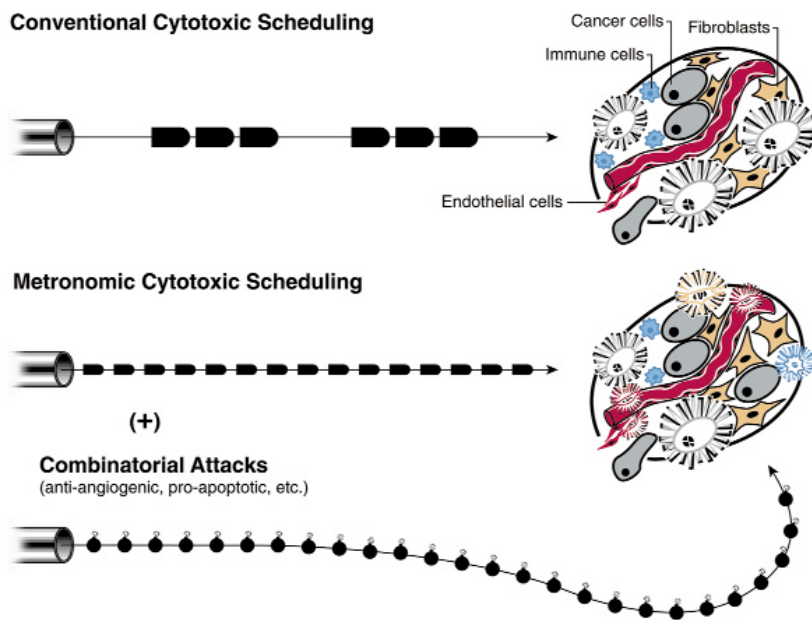 Conventional Cytotoxic Scheduling
Cancer cells
Fibroblasts
Immune cells
Endothelial cells
Metronomic Cytotoxic Scheduling
(+)
Combinatorial Attacks
(anti-angiogenic, pro-apoptotic, etc.)